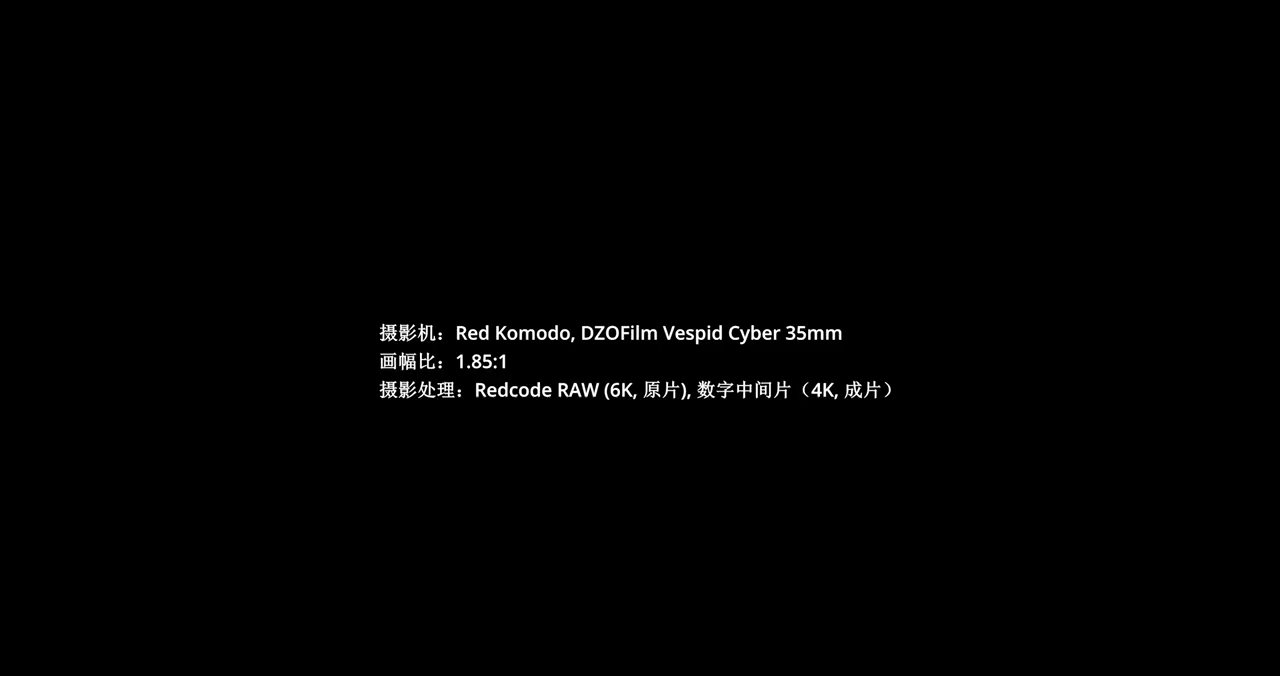 摄影机：Red Komodo, DZOFilm Vespid Cyber 35mm
画幅比：1.85:1
摄影处理：Redcode RAW (6K, 原片), 数字中间片（4K, 成片）